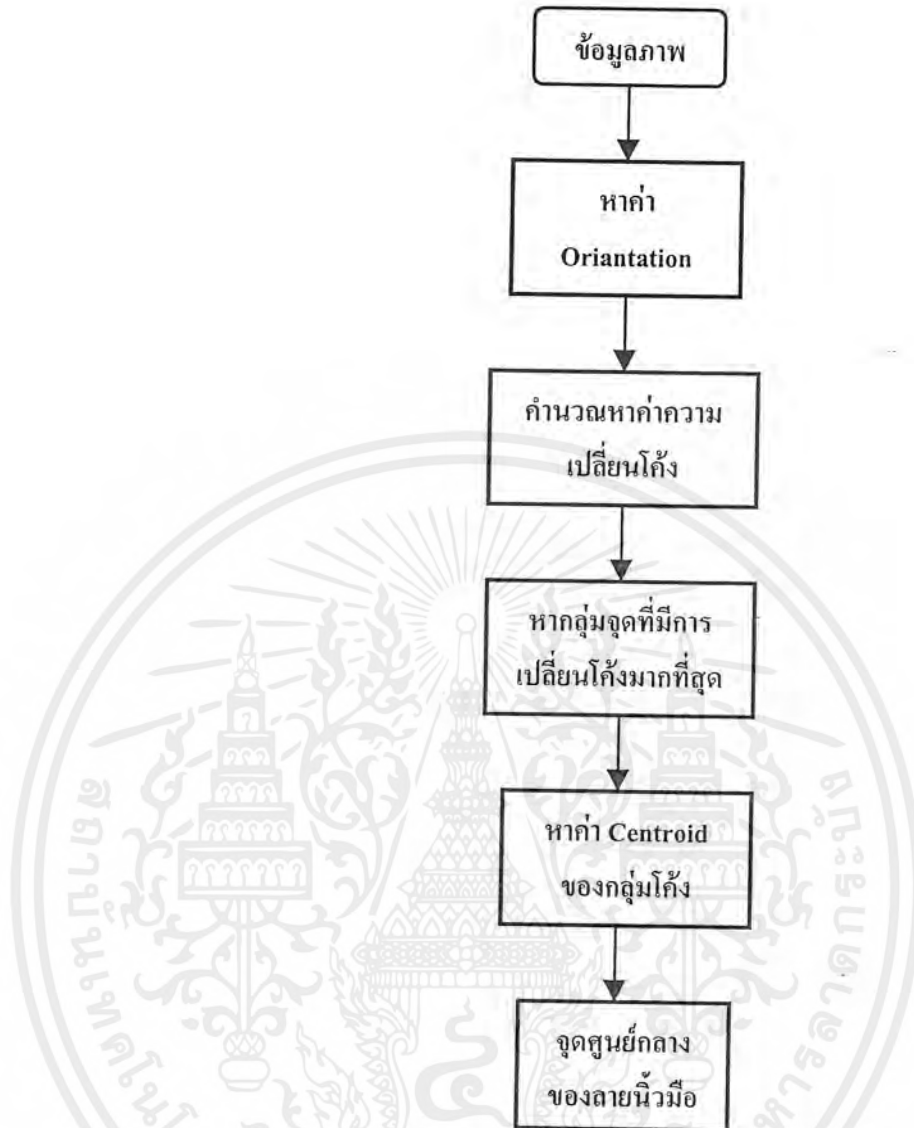 ข้อมูลภาพ
หาค่า
Oriantation
คำนวณหาค่าความ
เปลี่ยนโค้ง
หากลุ่มจุดที่มีการ
เปลี่ยนโค้งมากที่สุด
หาค่า Centroid
ของกลุ่มโค้ง
จุดศูนย์กลาง
ของลายนิ้วมือ